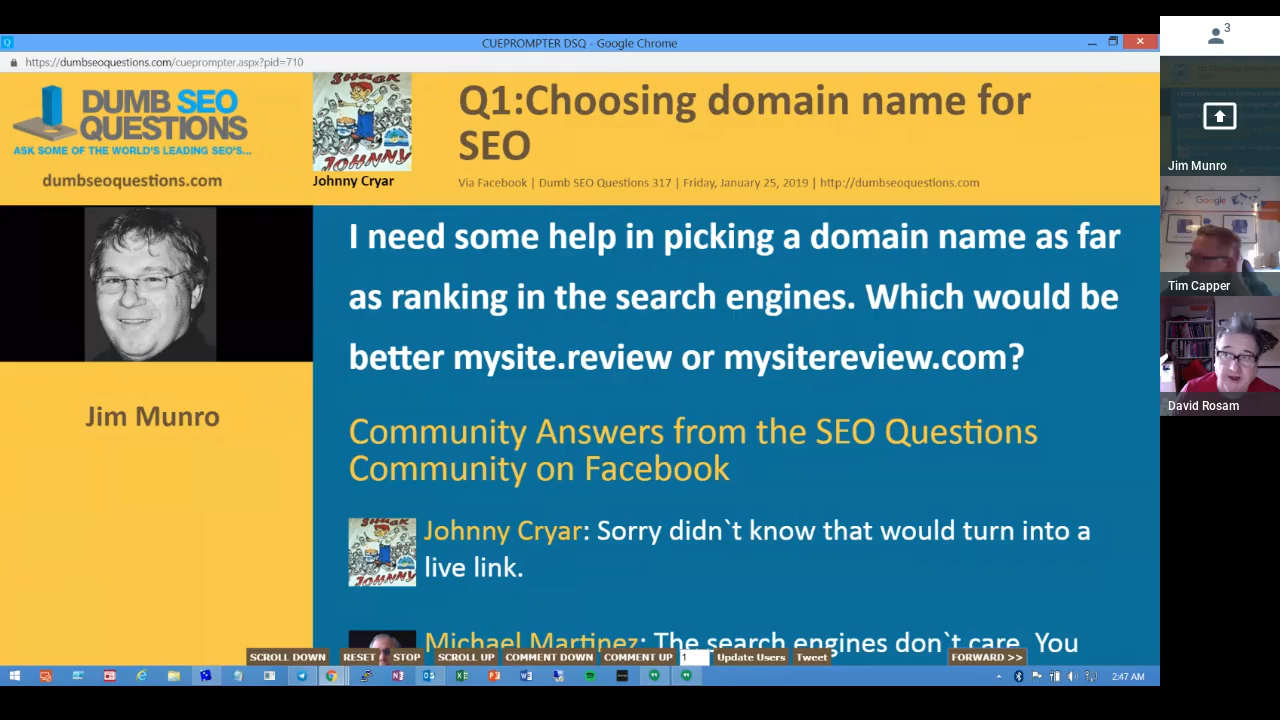 CUEPROMPTER DSQ - Google Chrome
https://dumbseoquestions.com/cueprompter.aspx?pid=710
DUMB SEO
QUESTIONS
ASK SOME OF THE WORLD'S LEADING SEO'S...
dumbseoquestions.com
SHUCK
JOHNNY
Johnny Cryar
Q1:Choosing domain name for
SEO
Via Facebook | Dumb SEO Questions 317 | Friday, January 25, 2019 | http://dumbseoquestions.com
Jim Munro
I need some help in picking a domain name as far
as ranking in the search engines. Which would be
better mysite.review or mysitereview.com?
Community Answers from the SEO Questions
Community on Facebook
SHUCK
JOHNNY
Johnny Cryar: Sorry didn`t know that would turn into a
live link.
Michael Martinez: The search engines don`t care. You
SCROLL DOWN RESET STOP SCROLL UP COMMENT DOWN COMMENT UP 1 Update Users Tweet FORWARD >>
2:47 AM
3
Jim Munro
Google
Tim Capper
David Rosam